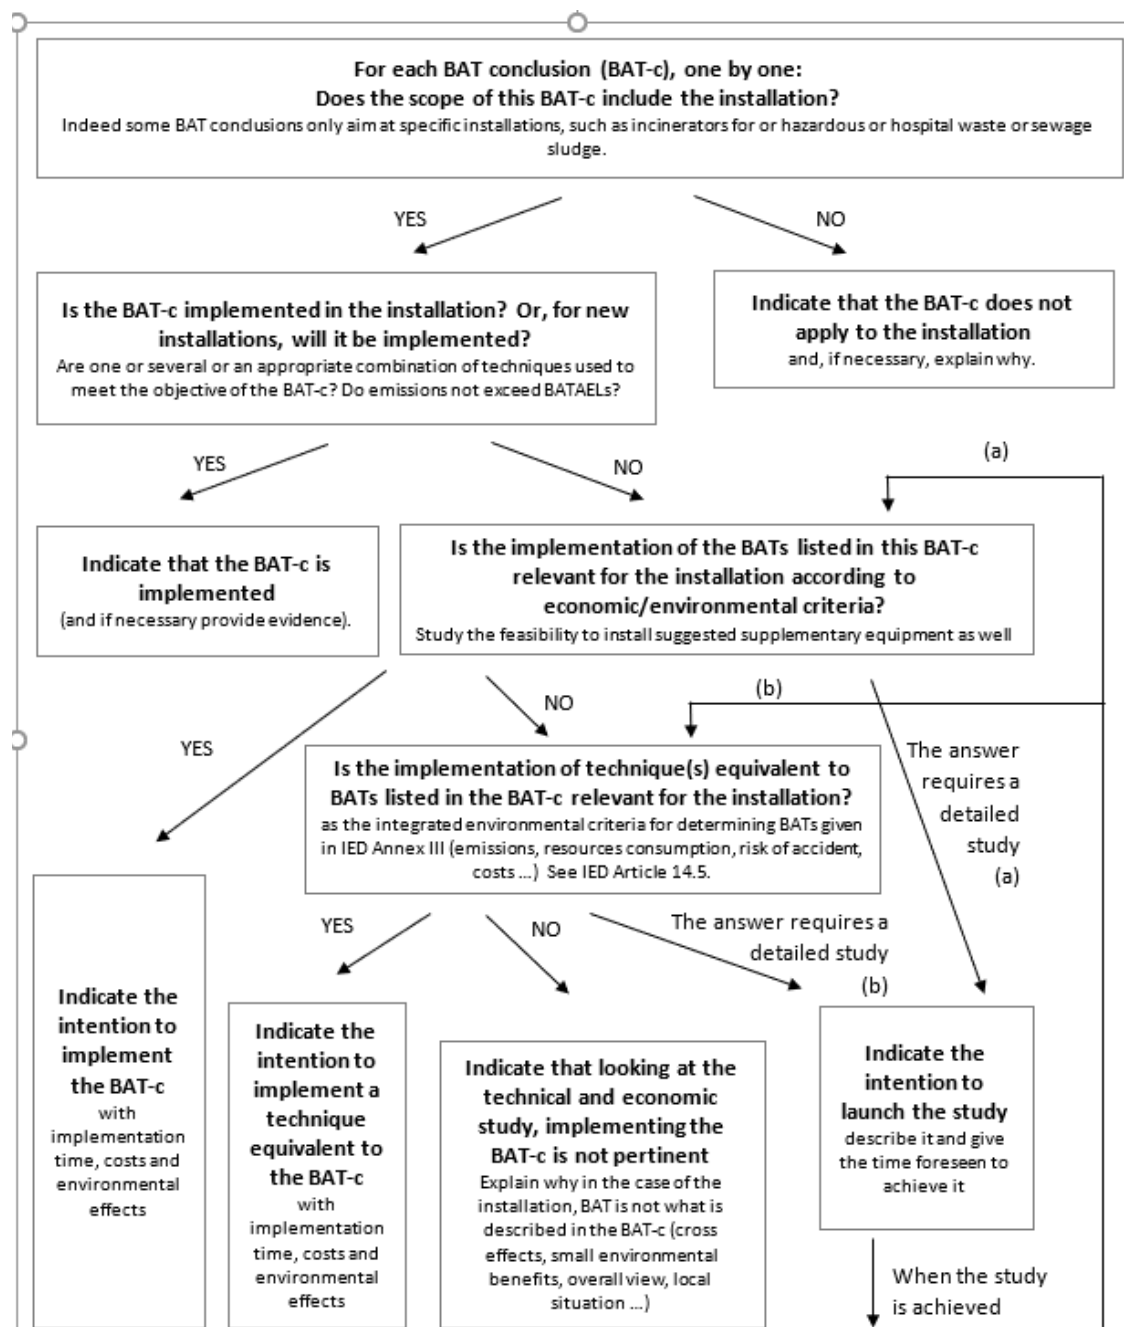 For each BAT conclusion (BAT-c), one by one:
Does the scope of this BAT-c include the installation?
Indeed some BAT conclusions only aim at specific installations, such as incinerators for or hazardous or hospital waste or sewage
sludge.
YES
NO
Is the BAT-c implemented in the installation? Or, for new
installations, will it be implemented?
Are one or several or an appropriate combination of techniques used to
meet the objective of the BAT-c? Do emissions not exceed BATAELs?
Indicate that the BAT-c does not
apply to the installation
and, if necessary, explain why.
YES
NO
(a)
Indicate that the BAT-c is
implemented
(and if necessary provide evidence).
Is the implementation of the BATs listed in this BAT-c
relevant for the installation according to
economic/environmental criteria?
Study the feasibility to install suggested supplementary equipment as well
YES
NO
(b)
The answer
requires a
detailed
study
(a)
Is the implementation of technique(s) equivalent to
BATs listed in the BAT-c relevant for the installation?
as the integrated environmental criteria for determining BATs given
in IED Annex III (emissions, resources consumption, risk of accident,
costs ...) See IED Article 14.5.
YES
NO
The answer requires a
detailed study
(b)
Indicate the
intention to
implement
the BAT-c
with
implementation
time, costs and
environmental
effects
Indicate the
intention to
implement a
technique
equivalent to
the BAT-c
with
implementation
time, costs and
environmental
effects
Indicate that looking at the
technical and economic
study, implementing the
BAT-c is not pertinent
Explain why in the case of the
installation, BAT is not what is
described in the BAT-c (cross
effects, small environmental
benefits, overall view, local
situation ...)
Indicate the
intention to
launch the study
describe it and give
the time foreseen to
achieve it
When the study
is achieved